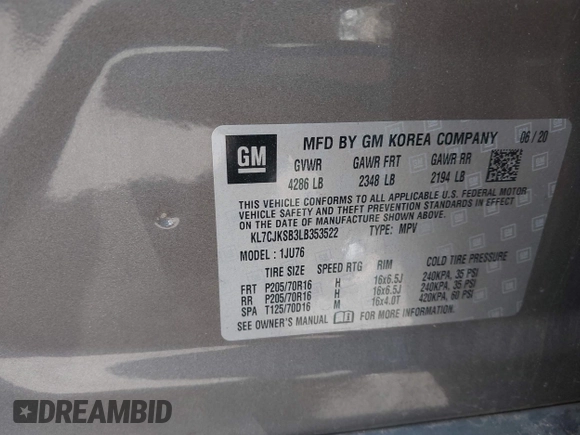 GM
MFD BY GM KOREA COMPANY 06/20
GVWR GAWR FRT GAWR RR
4286 LB 2348 LB 2194 LB
THIS VEHICLE CONFORMS TO ALL APPLICABLE U.S. FEDERAL MOTOR
VEHICLE SAFETY AND THEFT PREVENTION STANDARDS IN EFFECT ON THE
DATE OF MANUFACTURE SHOWN ABOVE.
KL7CJKSB3LB353522 TYPE: MPV
MODEL : 1JU76
TIRE SIZE SPEED RTG RIM COLD TIRE PRESSURE
FRT P205/70R16 H 16x6.5J 240KPA, 35 PSI
RR P205/70R16 H 16x6.5J 240KPA, 35 PSI
SPA T125/70D16 M 16x4.0T 420KPA, 60 PSI
SEE OWNER'S MANUAL FOR MORE INFORMATION
DREAMBID